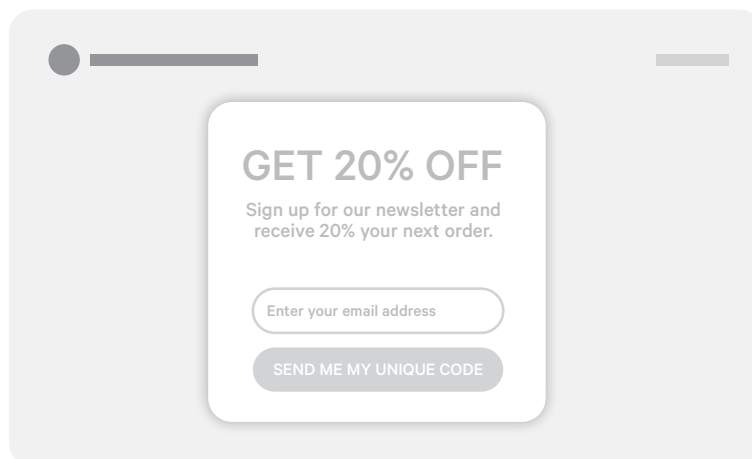 GET 20% OFF
Sign up for our newsletter and
receive 20% your next order.
Enter your email address
SEND ME MY UNIQUE CODE